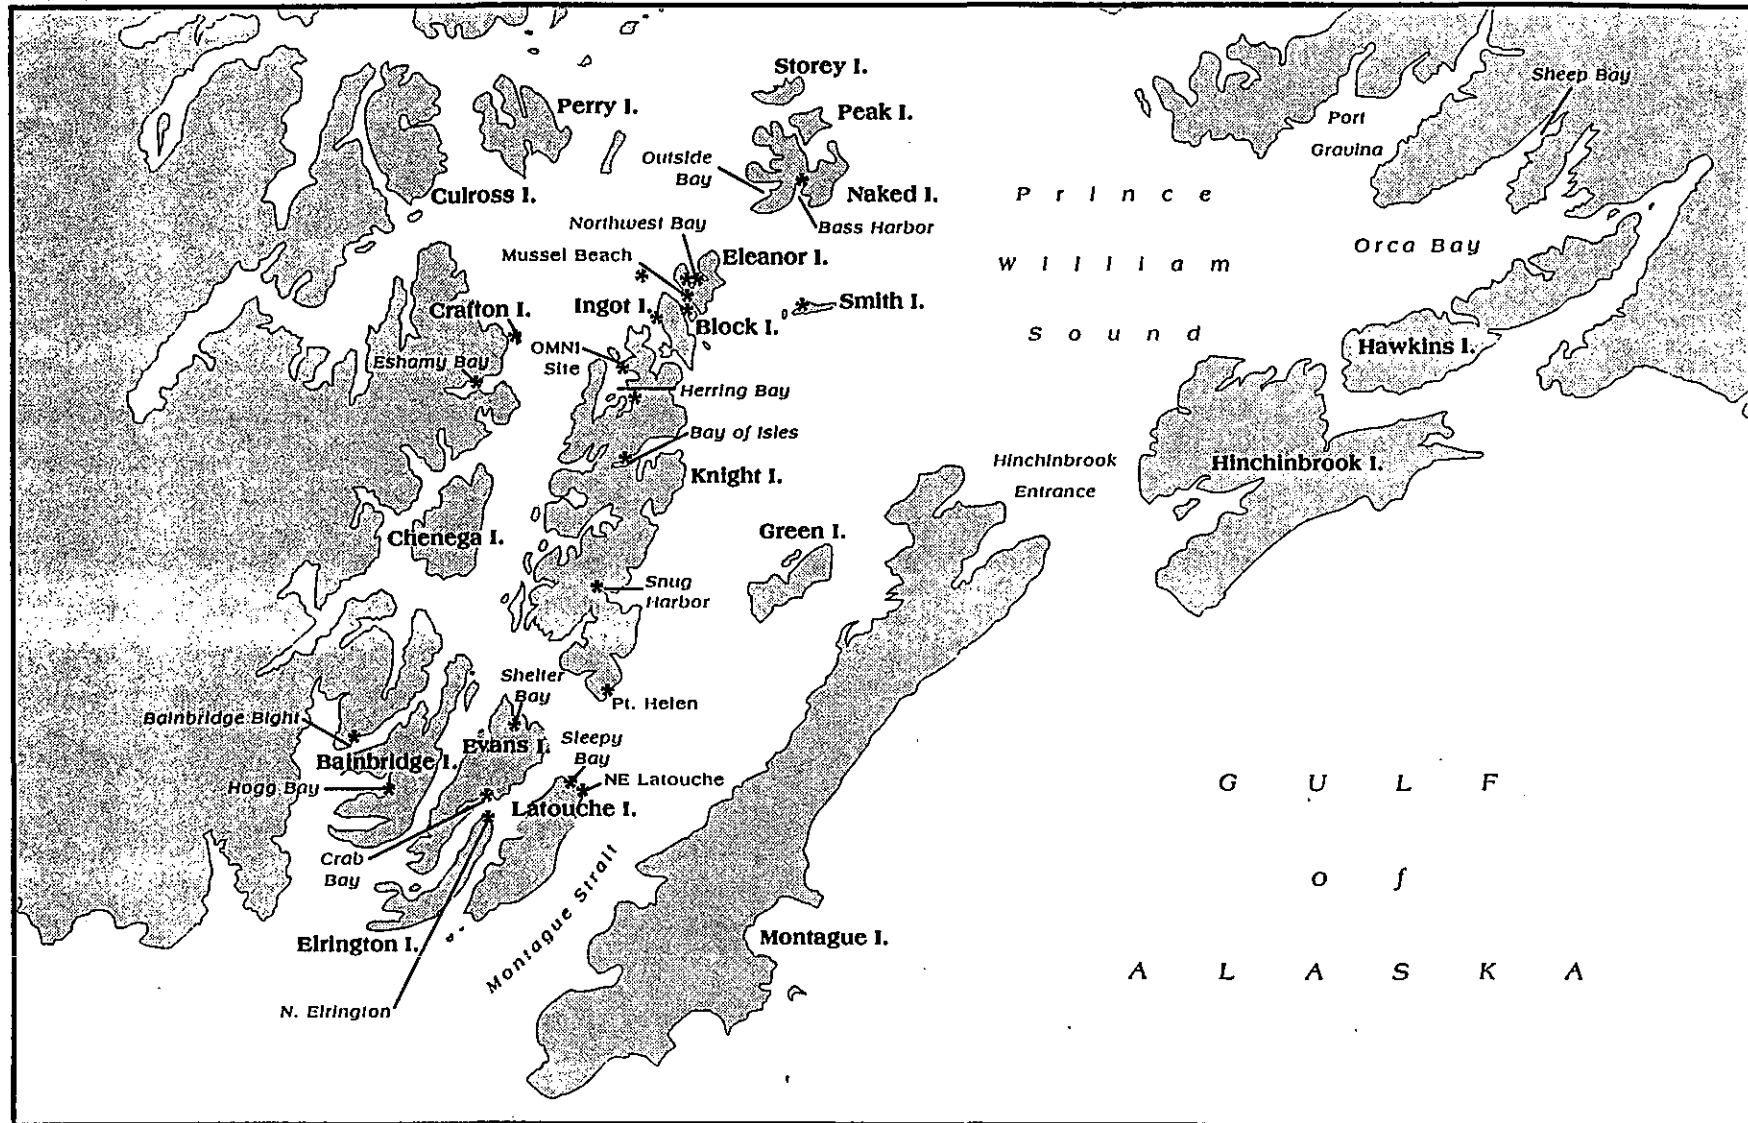 Storey I.
Sheep Bay
Perry I.
Peak I.
Port
Gravina
Outside
Bay
Culross I.
Naked I.
P r i n c e
Northwest Bay
Bass Harbor
Mussel Beach
Eleanor I.
Orca Bay
W i l l i a m
Crafton I.
Ingot I.
Smith I.
Block I.
S o u n d
OMNI
Site
Hawkins I.
Eshamy Bay
Herring Bay
Bay of Isles
Hinchinbrook
Entrance
Hinchinbrook I.
Knight I.
Chenega I.
Green I.
Snug
Harbor
Shelter
Bay
Pt. Helen
Bainbridge Bight
Evans I.
Sleepy
Bay
Bainbridge I.
NE Latouche
Hogg Bay
Latouche I.
G U L F
Crab
Bay
Montague Strait
o f
Elrington I.
Montague I.
A L A S K A
N. Elrington